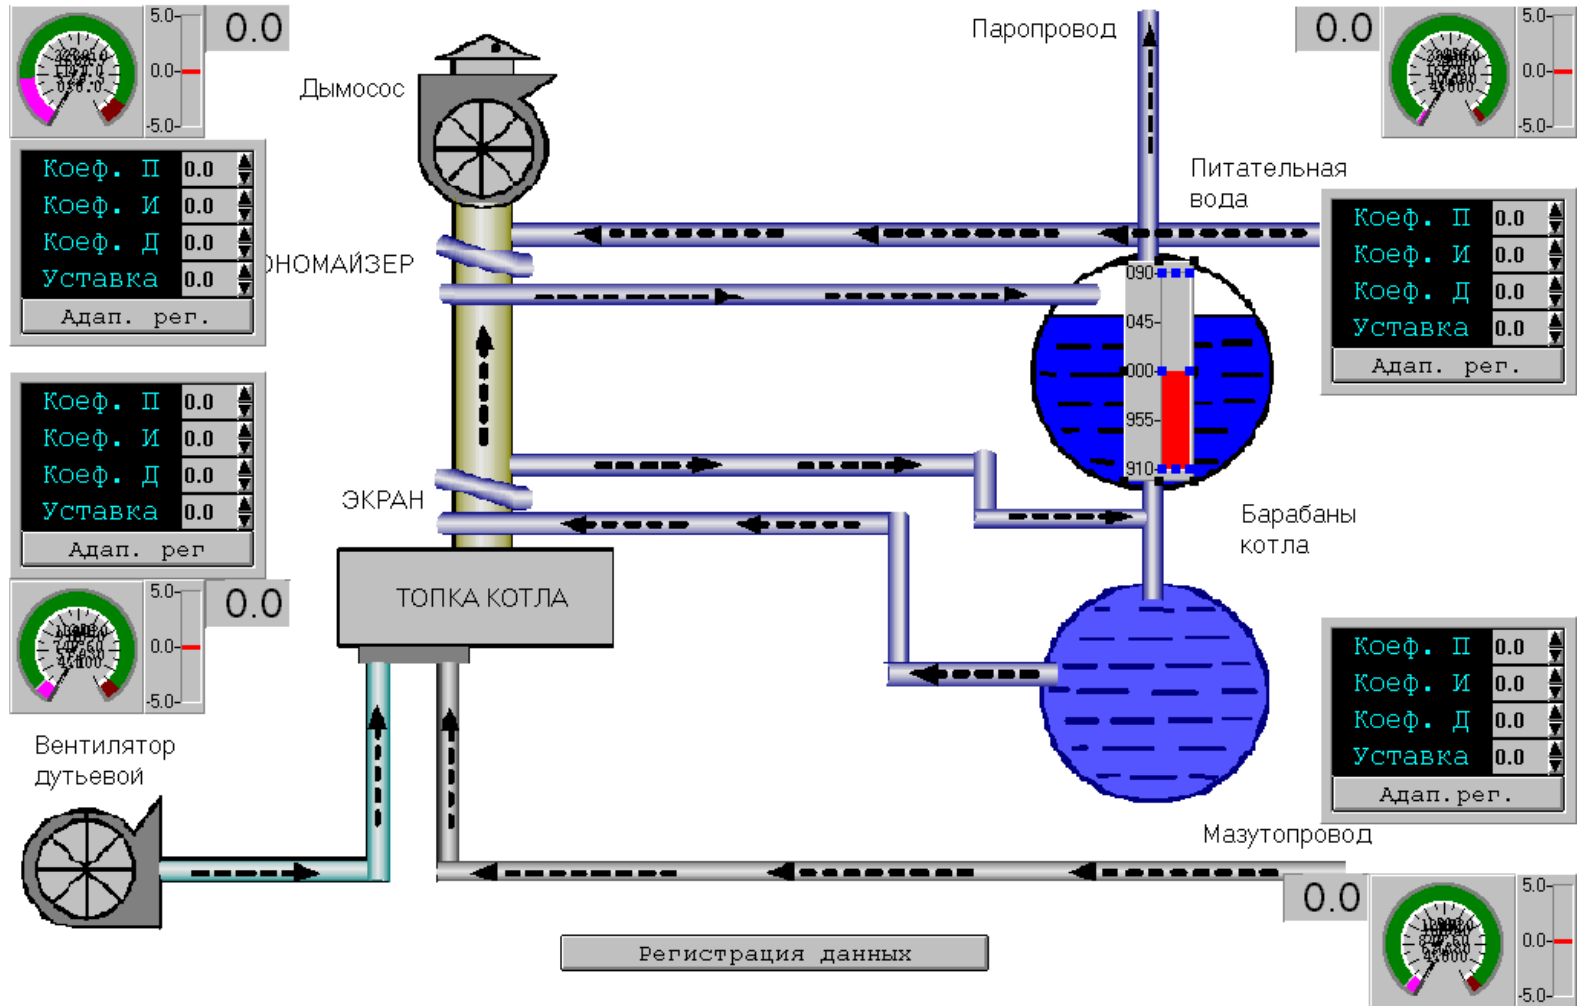 5.0-
0.0
0.0-
-5.0-
Дымосос
Паропровод
0.0
5.0-
0.0-
-5.0-
Коеф. П 0.0
Коеф. И 0.0
Коеф. Д 0.0
Уставка 0.0
Адап. рег.
Питательная
вода
Коеф. П 0.0
Коеф. И 0.0
Коеф. Д 0.0
Уставка 0.0
Адап. рег.
ОНОМАЙЗЕР
090-
045-
000-
955-
910-
Коеф. П 0.0
Коеф. И 0.0
Коеф. Д 0.0
Уставка 0.0
Адап. рег
ЭКРАН
Барабаны
котла
ТОПКА КОТЛА
5.0-
0.0
0.0-
-5.0-
Коеф. П 0.0
Коеф. И 0.0
Коеф. Д 0.0
Уставка 0.0
Адап.рег.
Вентилятор
дутьевой
Мазутопровод
0.0
5.0-
0.0-
-5.0-
Регистрация данных